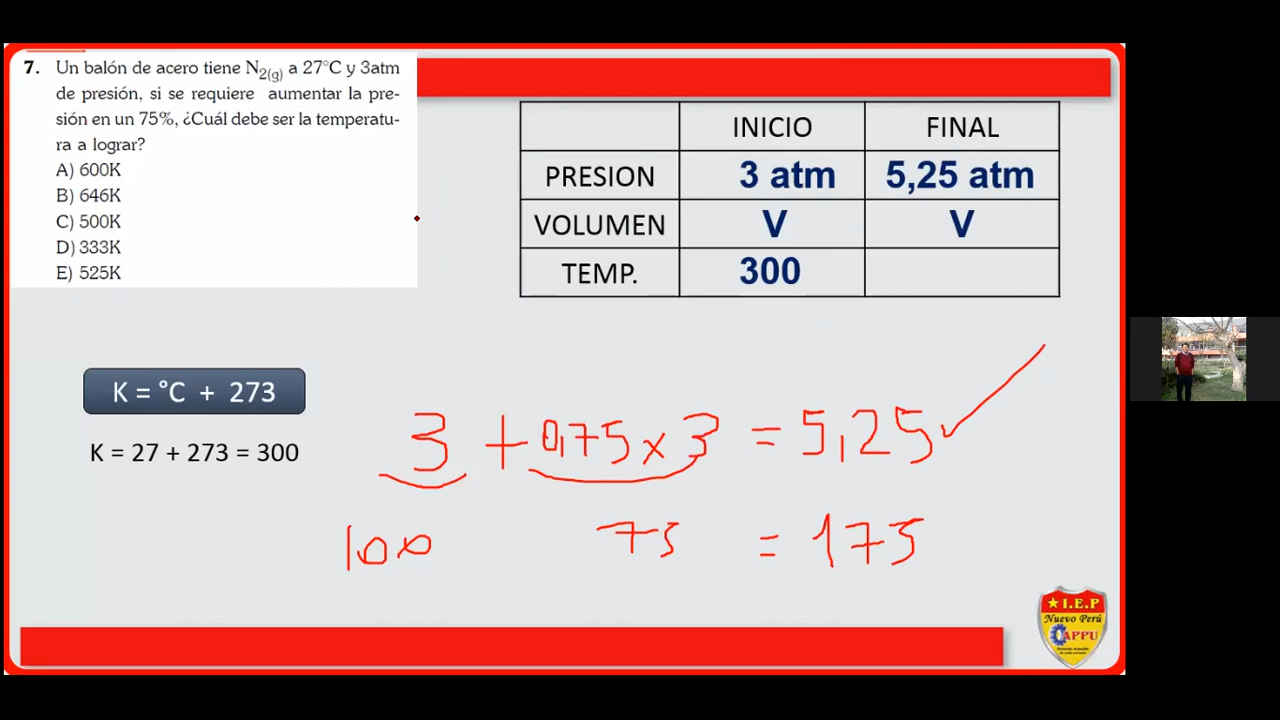 7. Un balón de acero tiene N2(g) a 27°C y 3atm
de presión, si se requiere aumentar la pre-
sión en un 75%, ¿Cuál debe ser la temperatu-
ra a lograr?
A) 600K
B) 646K
C) 500K
D) 333K
E) 525K
INICIO FINAL
PRESION 3 atm 5,25 atm
VOLUMEN V V
TEMP. 300
K = °C + 273
K = 27 + 273 = 300
3 + 0,75 x 3 = 5,25
100 75 = 175
I.E.P
Nuevo Perú
APPU